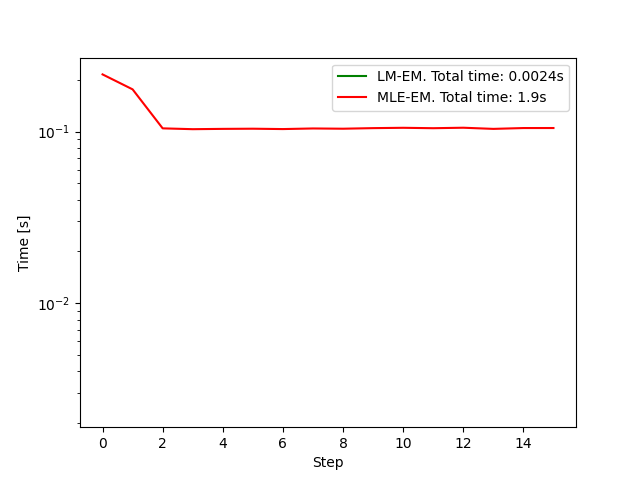 LM-EM. Total time: 0.0024s
MLE-EM. Total time: 1.9s
10⁻¹
10⁻²
Time [s]
0 2 4 6 8 10 12 14
Step